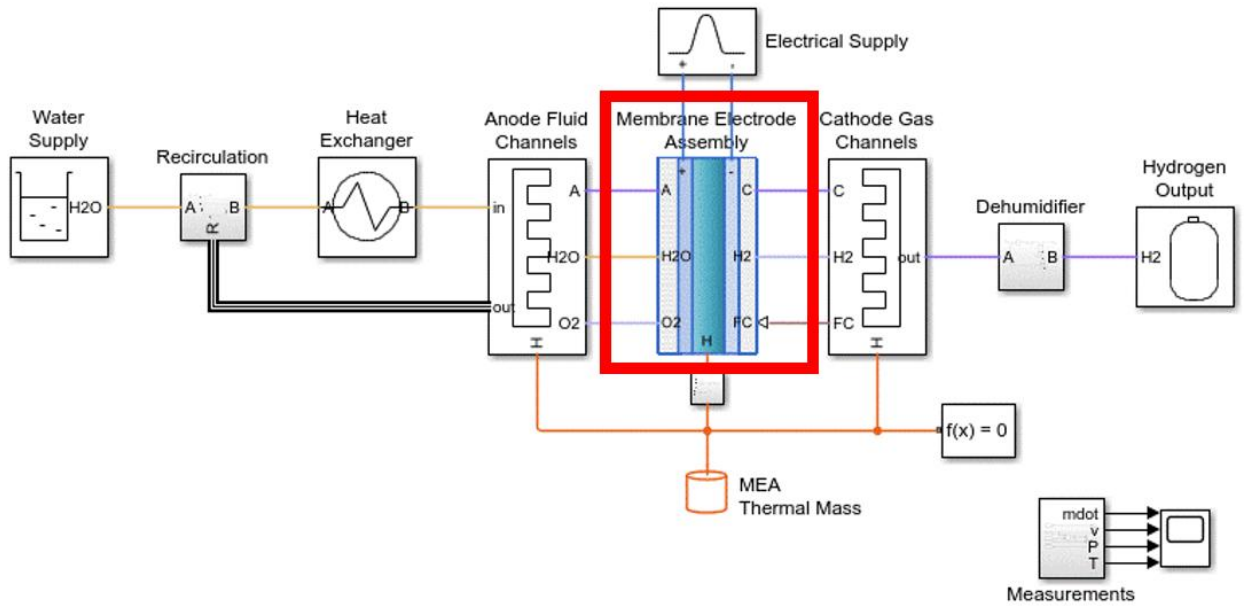 Electrical Supply
+ -
Water
Supply
H2O
Recirculation
A B
R
Heat
Exchanger
A B
Anode Fluid
Channels
in
out
A
H2O
O2
H
Membrane Electrode
Assembly
+ -
A C
H2O H2
O2 FC
H
Cathode Gas
Channels
C
H2
FC
out
H
Dehumidifier
A B
Hydrogen
Output
H2
f(x) = 0
MEA
Thermal Mass
mdot
v
P
T
Measurements